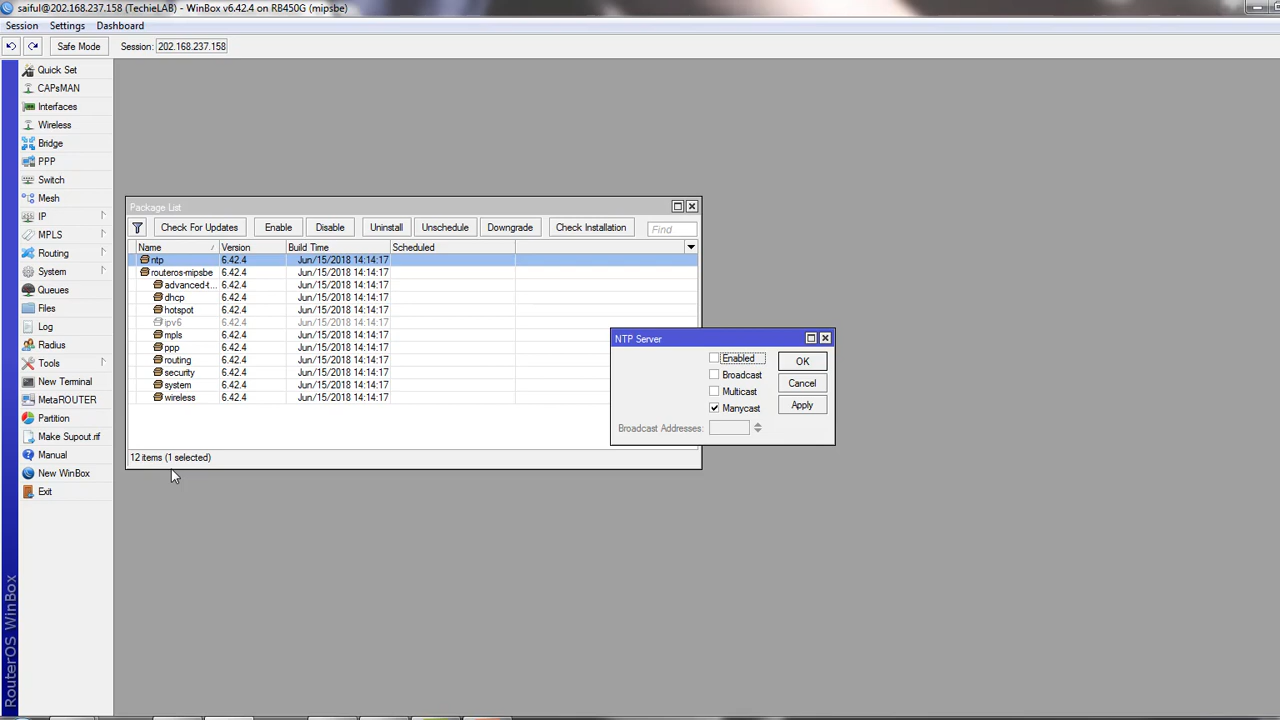 saiful@202.168.237.158 (TechieLAB) - WinBox v6.42.4 on RB450G (mipsbe)
Session Settings Dashboard
Safe Mode Session: 202.168.237.158
Quick Set
CAPsMAN
Interfaces
Wireless
Bridge
PPP
Switch
Mesh
IP
MPLS
Routing
System
Queues
Files
Log
Radius
Tools
New Terminal
MetaROUTER
Partition
Make Supout.rif
Manual
New WinBox
Exit
RouterOS WinBox
Package List
Check For Updates Enable Disable Uninstall Unschedule Downgrade Check Installation Find
Name / Version Build Time Scheduled
ntp 6.42.4 Jun/15/2018 14:14:17
routeros-mipsbe 6.42.4 Jun/15/2018 14:14:17
advanced-t... 6.42.4 Jun/15/2018 14:14:17
dhcp 6.42.4 Jun/15/2018 14:14:17
hotspot 6.42.4 Jun/15/2018 14:14:17
ipv6 6.42.4 Jun/15/2018 14:14:17
mpls 6.42.4 Jun/15/2018 14:14:17
ppp 6.42.4 Jun/15/2018 14:14:17
routing 6.42.4 Jun/15/2018 14:14:17
security 6.42.4 Jun/15/2018 14:14:17
system 6.42.4 Jun/15/2018 14:14:17
wireless 6.42.4 Jun/15/2018 14:14:17
12 items (1 selected)
NTP Server
Enabled OK
Broadcast Cancel
Multicast
Manycast Apply
Broadcast Addresses: